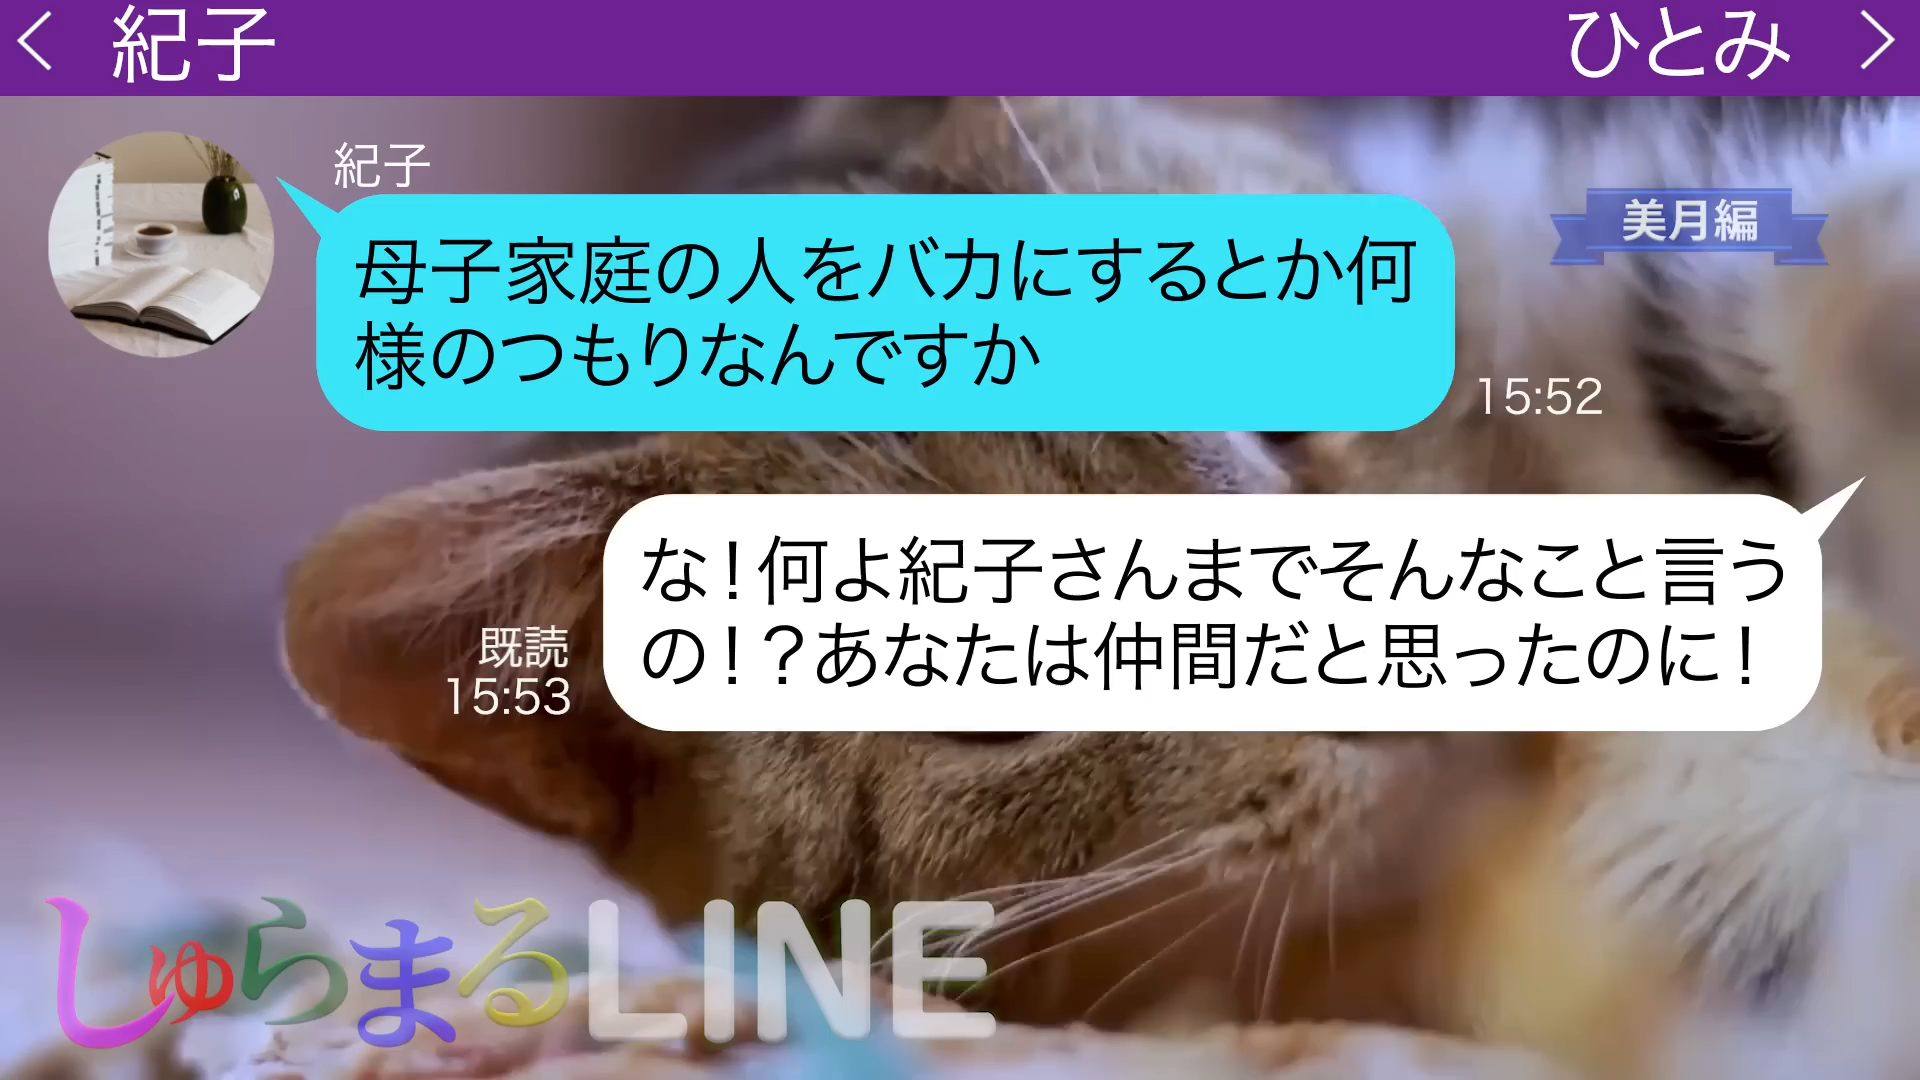 紀子
ひとみ
紀子
美月編
母子家庭の人をバカにするとか何
様のつもりなんですか
15:52
な！何よ紀子さんまでそんなこと言う
の！？あなたは仲間だと思ったのに！
既読
15:53
しゅらまるLINE